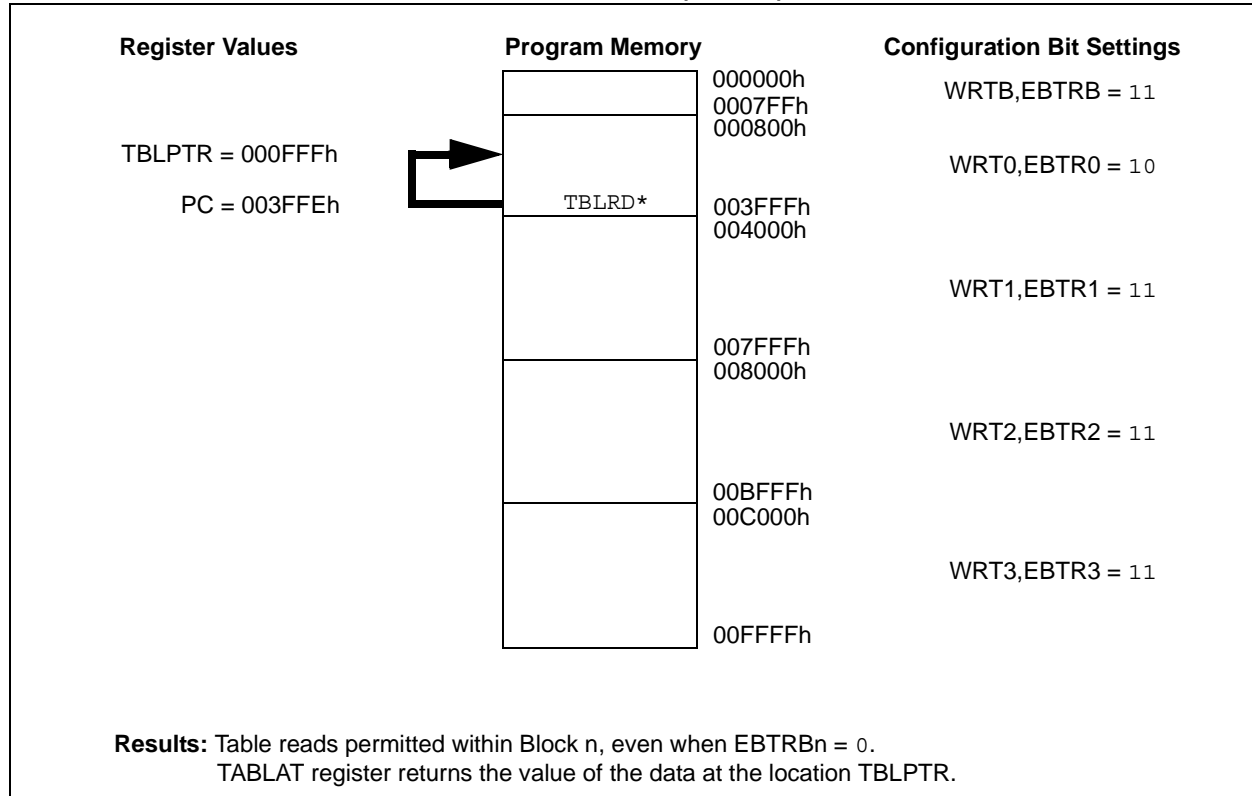 Register Values
Program Memory
Configuration Bit Settings
000000h
WRTB,EBTRB = 11
0007FFh
000800h
TBLPTR = 000FFFh
WRT0,EBTR0 = 10
PC = 003FFEh
TBLRD*
003FFFh
004000h
WRT1,EBTR1 = 11
007FFFh
008000h
WRT2,EBTR2 = 11
00BFFFh
00C000h
WRT3,EBTR3 = 11
00FFFFh
Results: Table reads permitted within Block n, even when EBTRBn = 0.
TABLAT register returns the value of the data at the location TBLPTR.